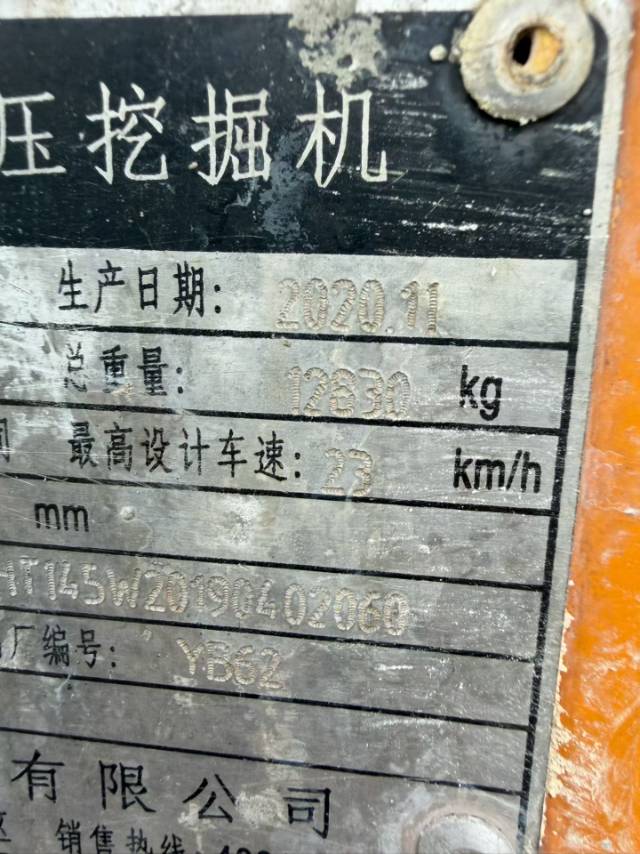 压挖掘机
生产日期: 2020.11
总重量: 12830 kg
最高设计车速: 23 km/h
mm
HT145W20190402060
厂编号: YB62
有限公司
销售热线